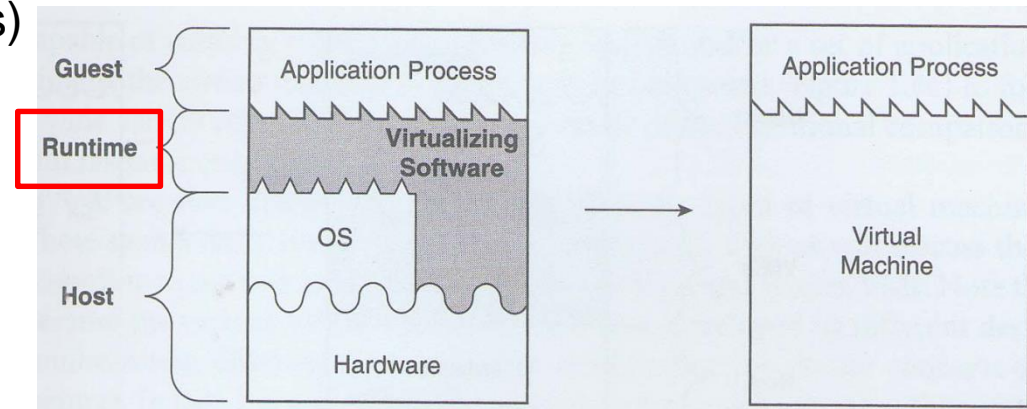 s)
Guest
Application Process
Runtime
Virtualizing
Software
OS
Host
Hardware
Application Process
Virtual
Machine